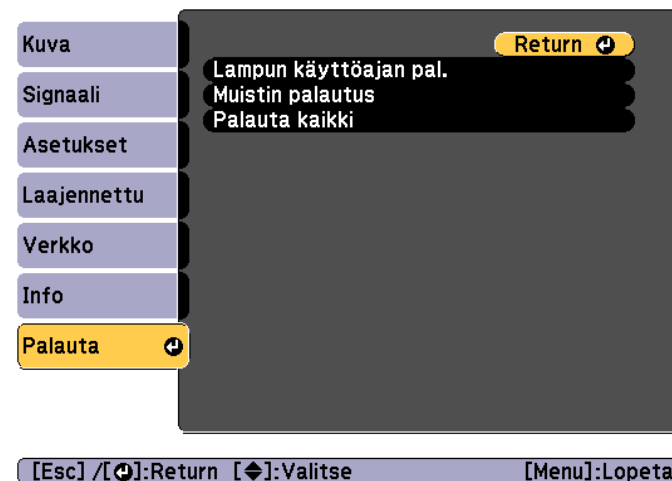 Kuva
Signaali
Asetukset
Laajennettu
Verkko
Info
Palauta
Return
Lampun käyttöajan pal.
Muistin palautus
Palauta kaikki
[Esc] /[ ]:Return [ ]:Valitse [Menu]:Lopeta